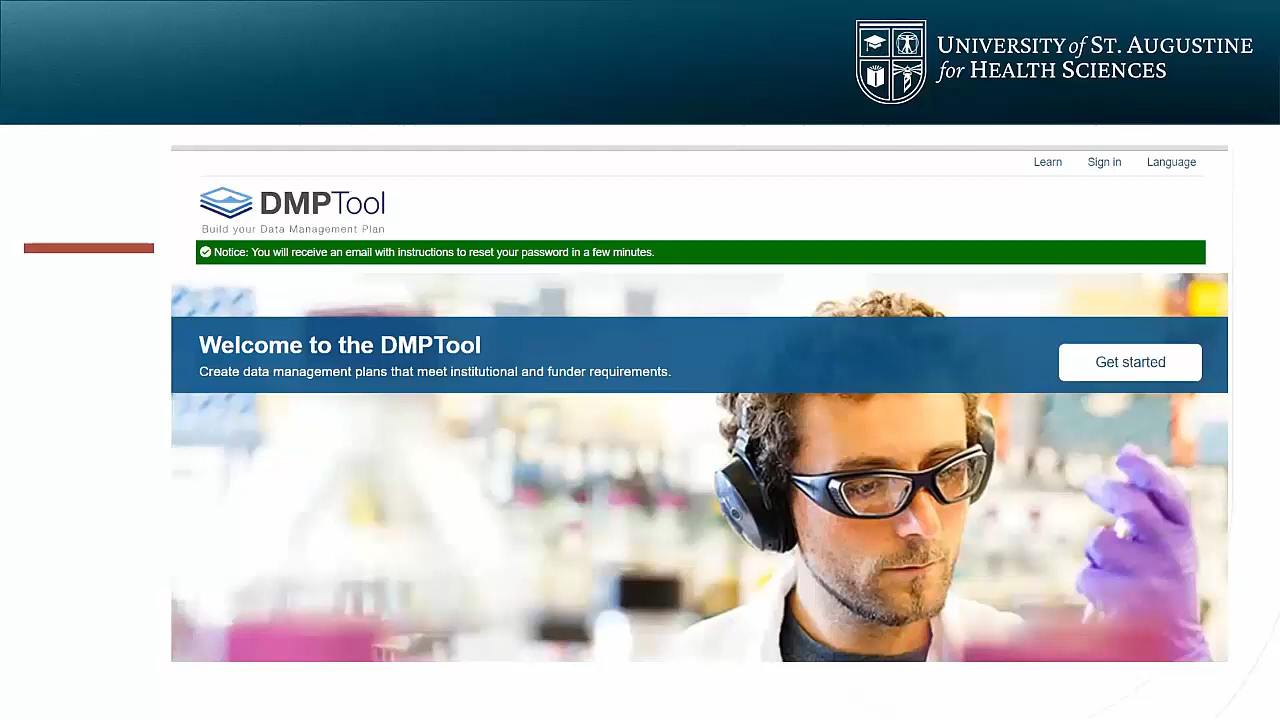 UNIVERSITY of ST. AUGUSTINE
for HEALTH SCIENCES
Learn Sign in Language
DMPTool
Build your Data Management Plan
Notice: You will receive an email with instructions to reset your password in a few minutes.
Welcome to the DMPTool
Create data management plans that meet institutional and funder requirements.
Get started